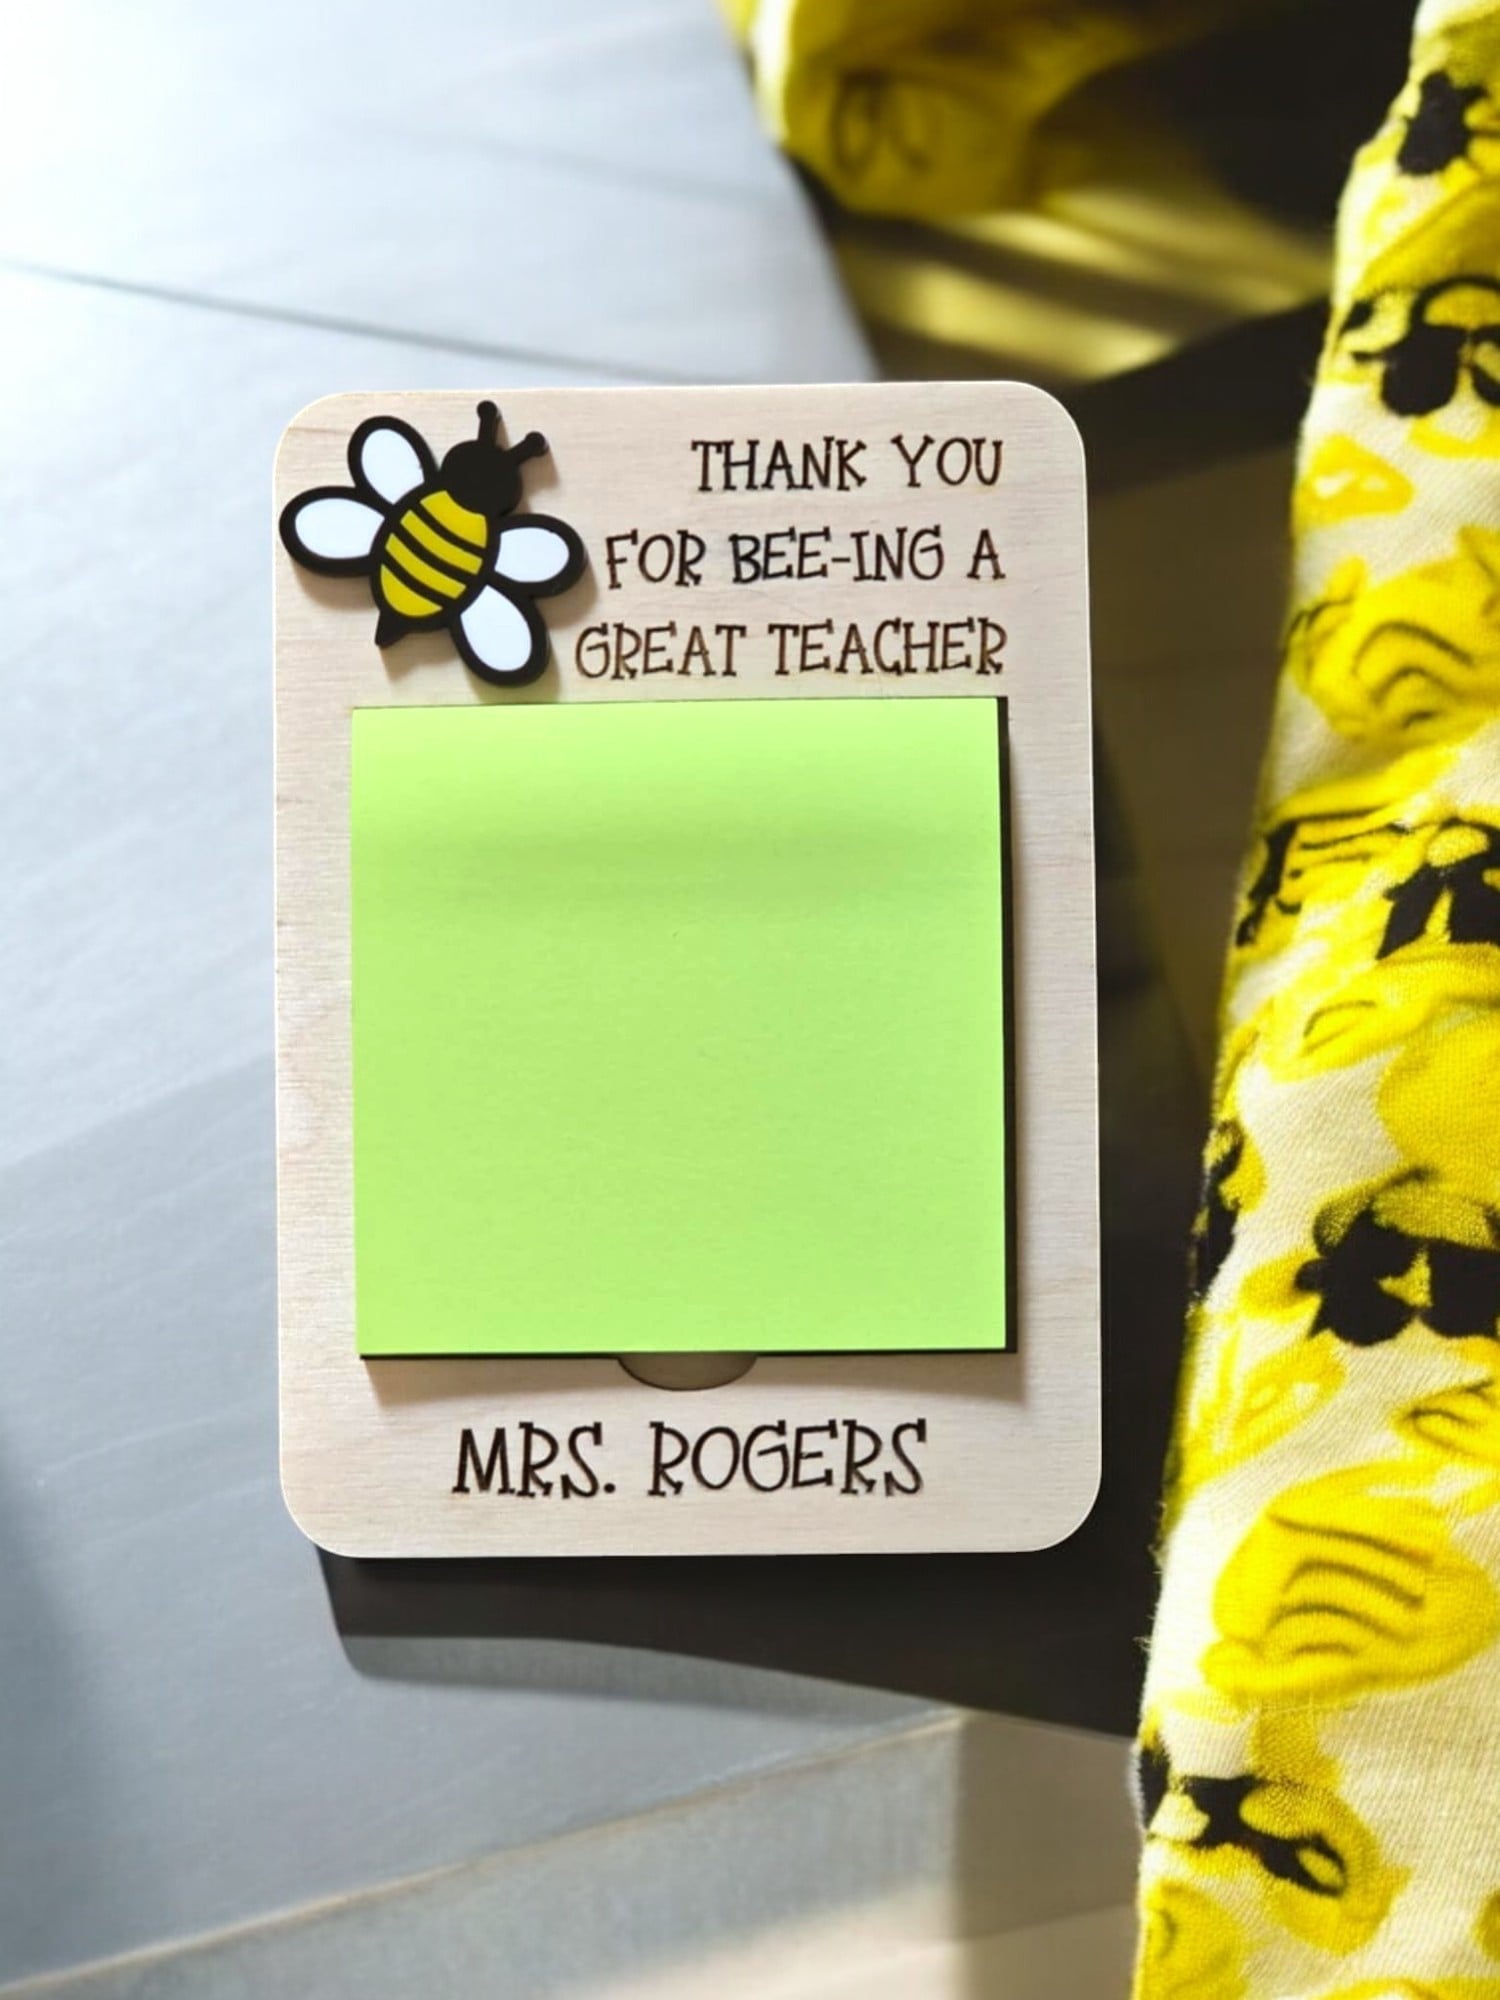 THANK YOU
FOR BEE-ING A
GREAT TEACHER
MRS. ROGERS